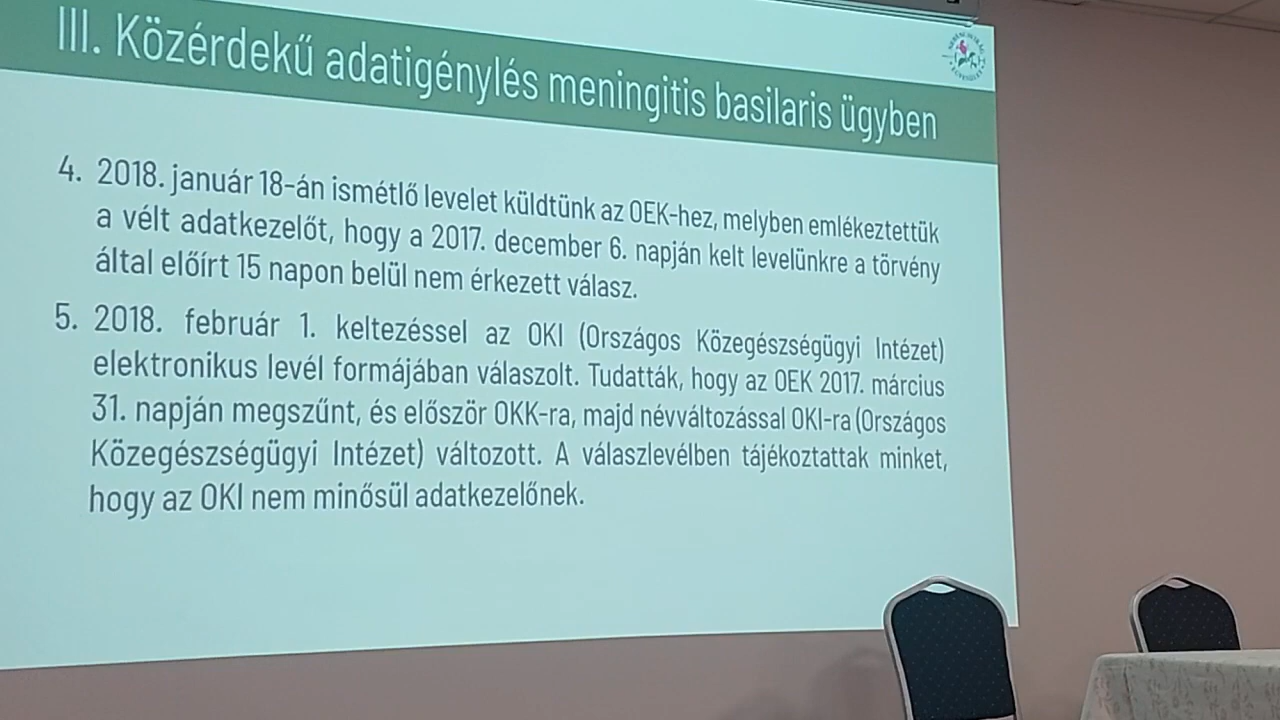 III. Közérdekű adatigénylés meningitis basilaris ügyben
4. 2018. január 18-án ismétlő levelet küldtünk az OEK-hez, melyben emlékeztettük
a vélt adatkezelőt, hogy a 2017. december 6. napján kelt levelünkre a törvény
által előírt 15 napon belül nem érkezett válasz.
5. 2018. február 1. keltezéssel az OKI (Országos Közegészségügyi Intézet)
elektronikus levél formájában válaszolt. Tudatták, hogy az OEK 2017. március
31. napján megszűnt, és először OKK-ra, majd névváltozással OKI-ra (Országos
Közegészségügyi Intézet) változott. A válaszlevélben tájékoztattak minket,
hogy az OKI nem minősül adatkezelőnek.